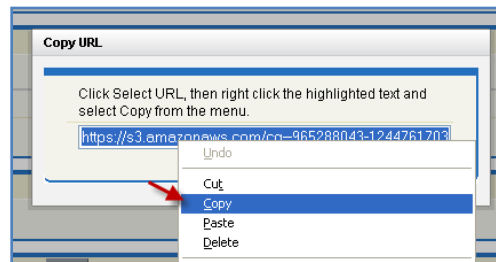 Copy URL
Click Select URL, then right click the highlighted text and
select Copy from the menu.
https://s3.amazonaws.com/cg--965288043-1244761703
Undo
Cut
Copy
Paste
Delete